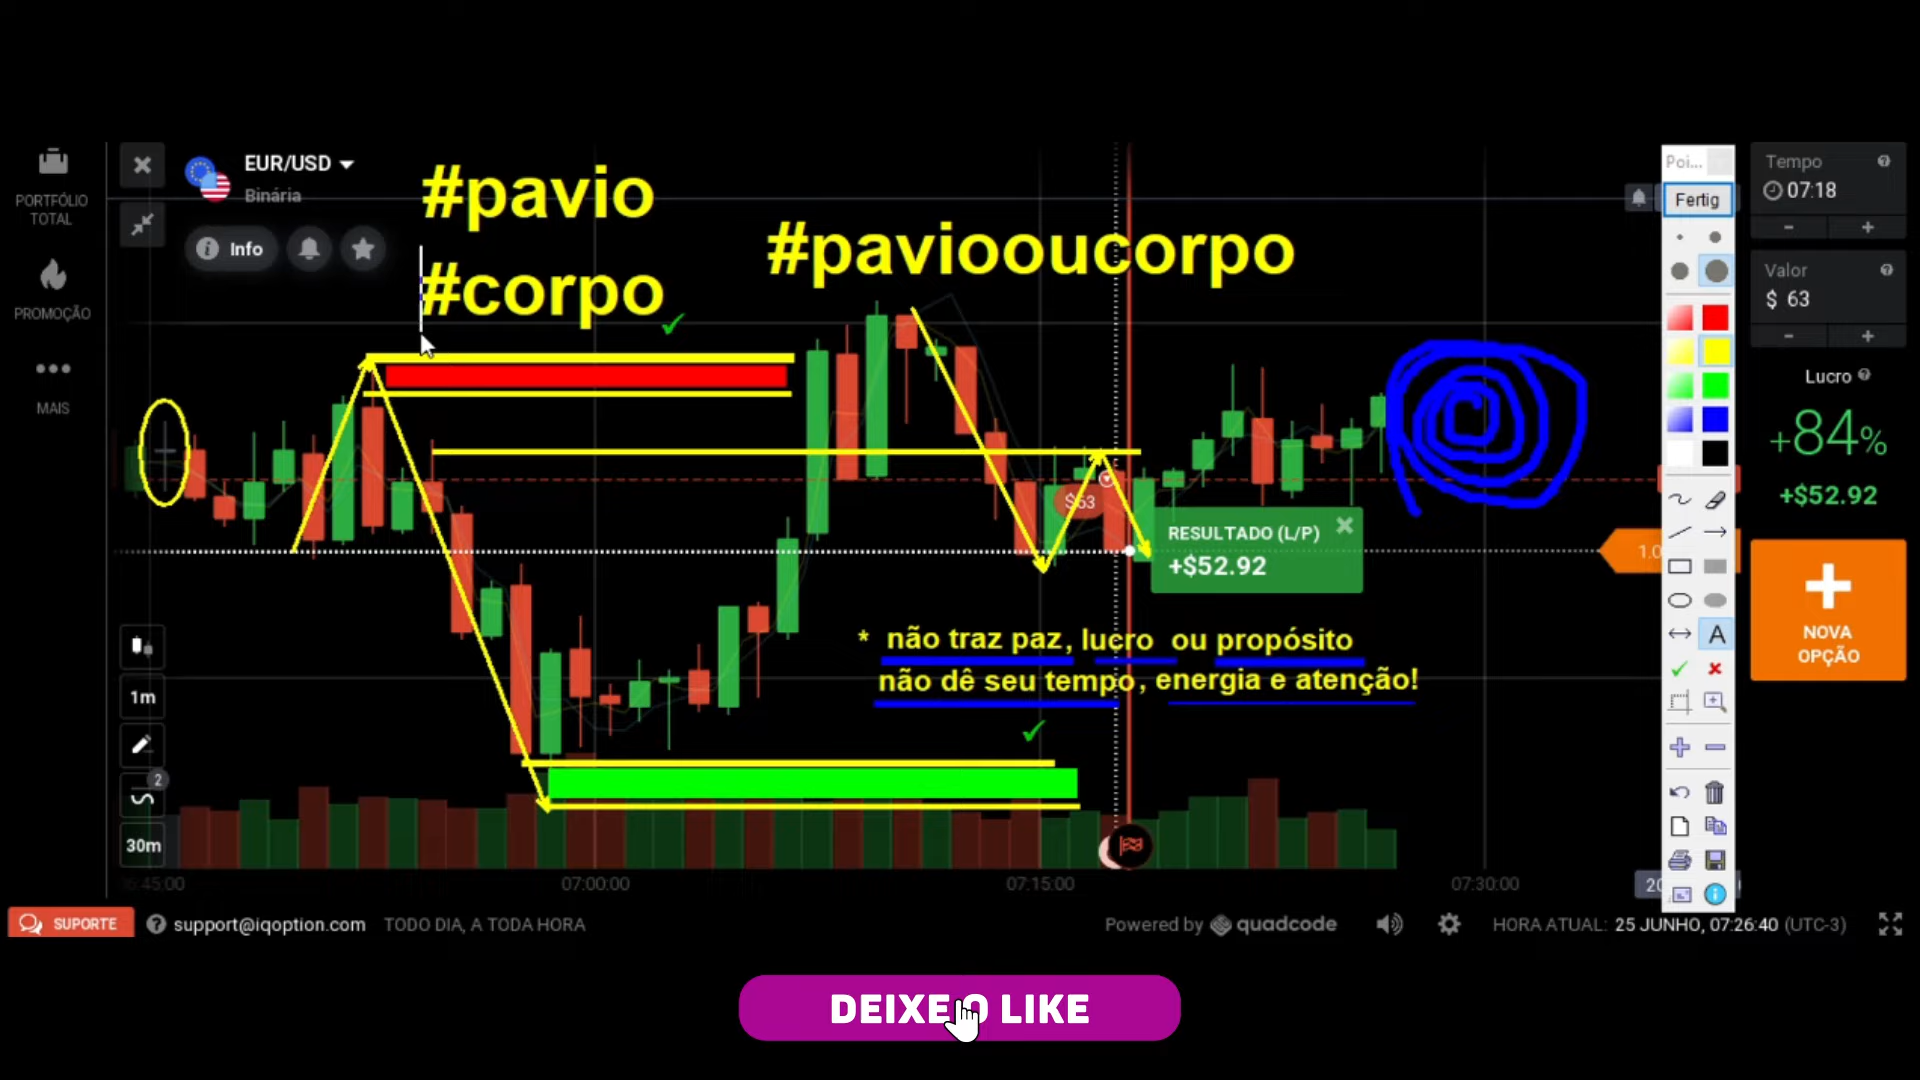 PORTFÓLIO
TOTAL
PROMOÇÃO
MAIS
EUR/USD
Binária
Info
#pavio
#corpo
#paviooucorpo
Poi...
Fertig
A
Tempo
07:18
Valor
$ 63
Lucro
+84%
+$52.92
NOVA
OPÇÃO
$63
RESULTADO (L/P)
+$52.92
* não traz paz, lucro ou propósito
não dê seu tempo, energia e atenção!
1m
2
30m
07:00:00
07:15:00
07:30:00
SUPORTE
support@iqoption.com
TODO DIA, A TODA HORA
Powered by quadcode
HORA ATUAL: 25 JUNHO, 07:26:40 (UTC-3)
DEIXE O LIKE